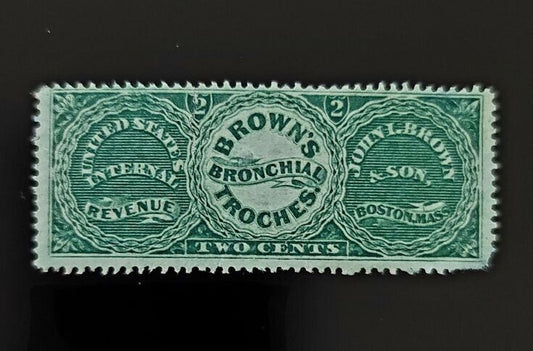 UNITED STATES
INTERNAL
REVENUE
2
BROWN'S
BRONCHIAL
TROCHES.
2
JOHN I. BROWN
& SON,
BOSTON, MASS.
TWO CENTS